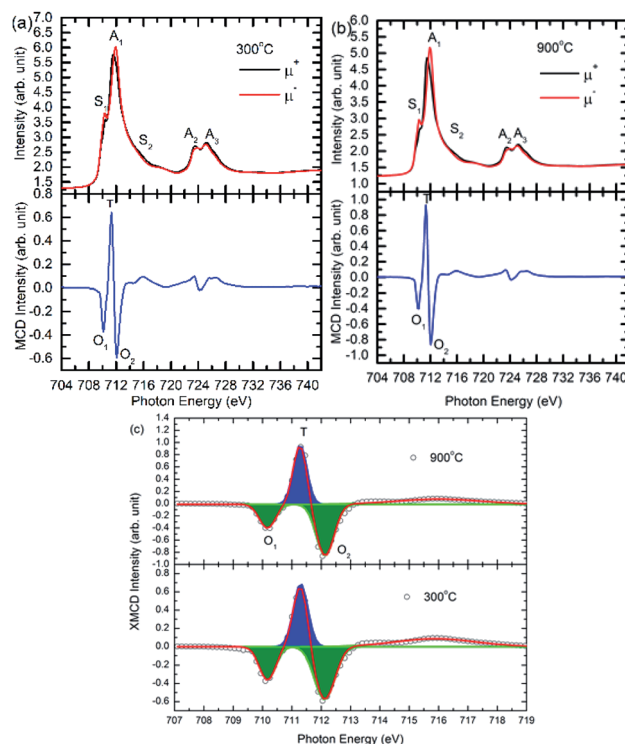 (a)
300°C
μ⁺
μ⁻
A₁
S₁
S₂
A₂
A₃
Intensity (arb. unit)
6.0
5.5
5.0
4.5
4.0
3.5
3.0
2.5
2.0
1.5
MCD Intensity (arb. unit)
0.6
0.4
0.2
0.0
-0.2
-0.4
-0.6
T
O₁
O₂
704 708 712 716 720 724 728 732 736 740
Photon Energy (eV)
(b)
900°C
μ⁺
μ⁻
A₁
S₁
S₂
A₂
A₃
Intensity (arb. unit)
6.0
5.5
5.0
4.5
4.0
3.5
3.0
2.5
2.0
1.5
1.0
MCD Intensity (arb. unit)
1.0
0.8
0.6
0.4
0.2
0.0
-0.2
-0.4
-0.6
-0.8
-1.0
T
O₁
O₂
704 708 712 716 720 724 728 732 736 740
Photon Energy (eV)
(c)
T
900°C
O₁
O₂
1.4
1.2
1.0
0.8
0.6
0.4
0.2
0.0
-0.2
-0.4
-0.6
-0.8
-1.0
T
300°C
O₁
O₂
0.8
0.6
0.4
0.2
0.0
-0.2
-0.4
-0.6
XMCD Intensity (arb. unit)
707 708 709 710 711 712 713 714 715 716 717 718 719
Photon Energy (eV)